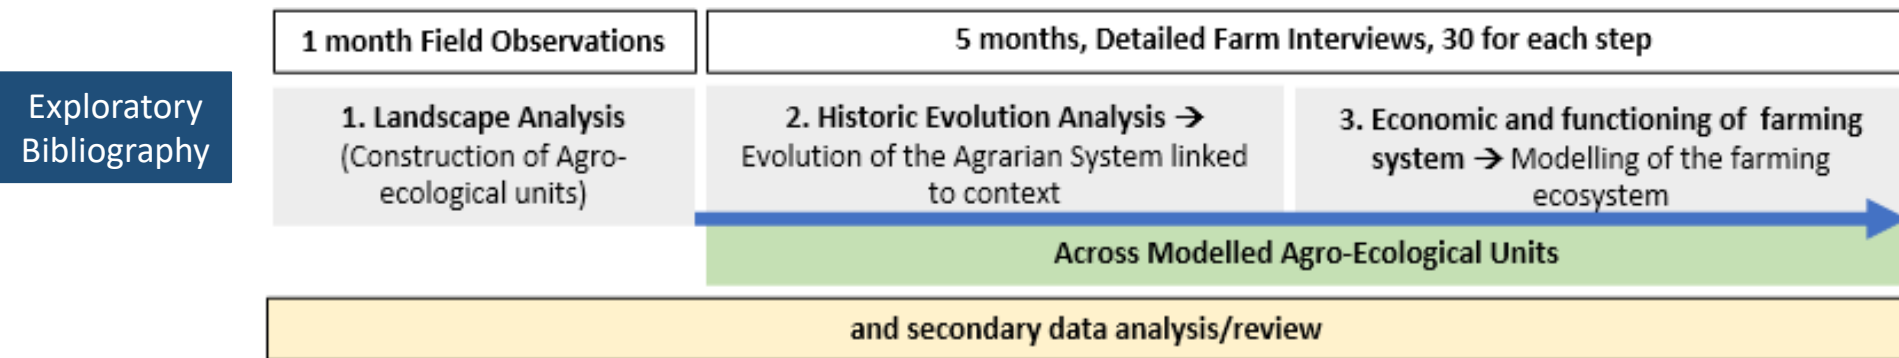 1 month Field Observations
5 months, Detailed Farm Interviews, 30 for each step
Exploratory
Bibliography
1. Landscape Analysis
(Construction of Agro-
ecological units)
2. Historic Evolution Analysis →
Evolution of the Agrarian System linked
to context
3. Economic and functioning of farming
system → Modelling of the farming
ecosystem
Across Modelled Agro-Ecological Units
and secondary data analysis/review